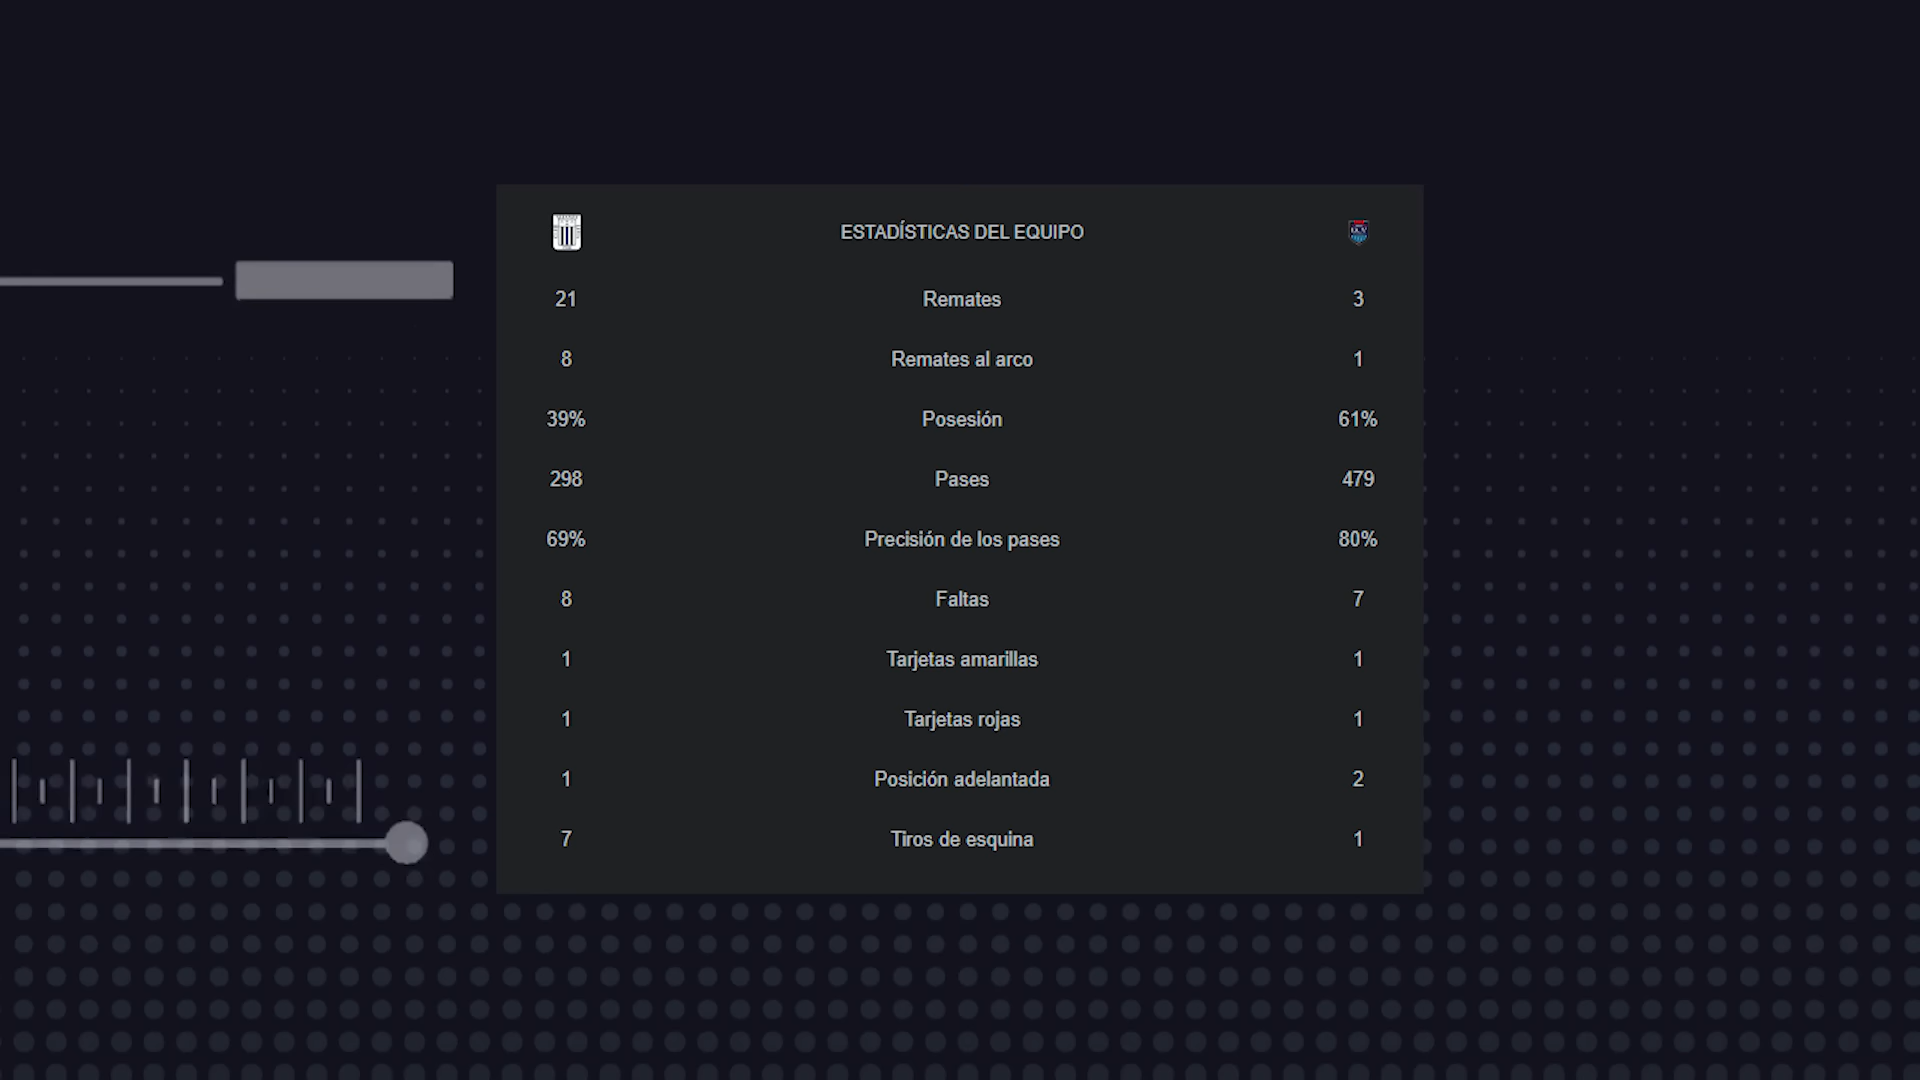 ESTADÍSTICAS DEL EQUIPO
21 Remates 3
8 Remates al arco 1
39% Posesión 61%
298 Pases 479
69% Precisión de los pases 80%
8 Faltas 7
1 Tarjetas amarillas 1
1 Tarjetas rojas 1
1 Posición adelantada 2
7 Tiros de esquina 1